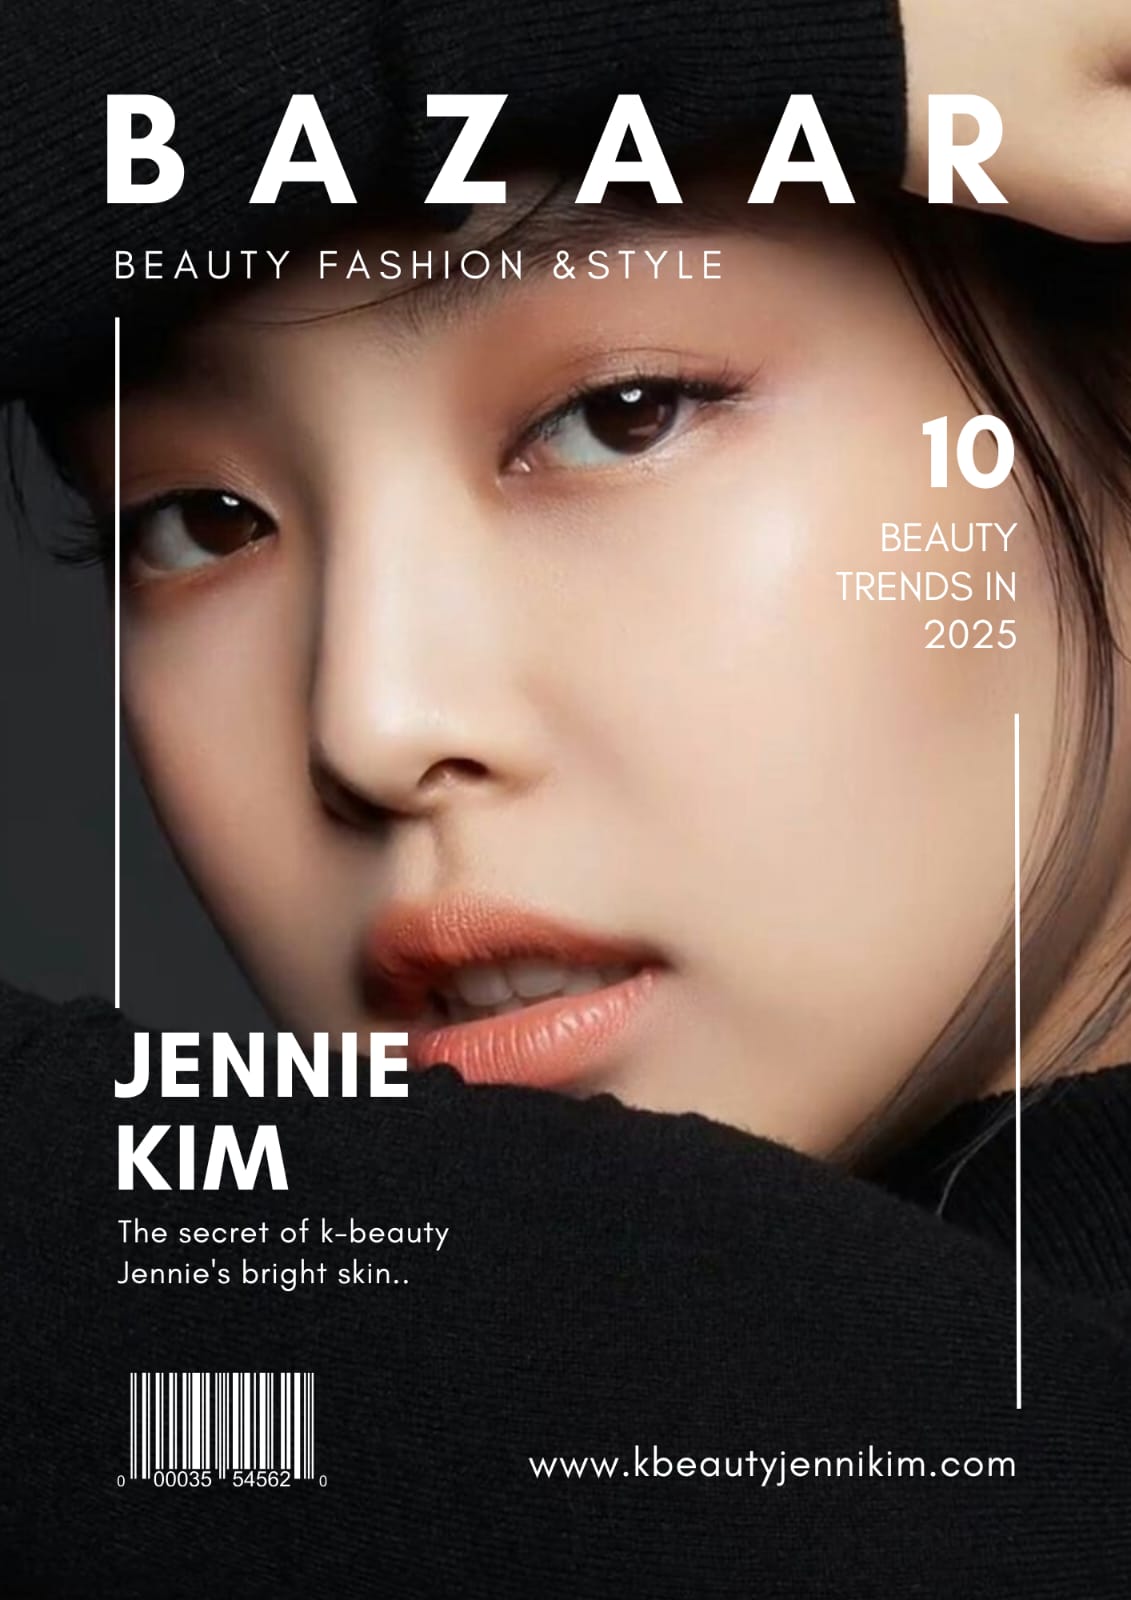 BAZAAR
BEAUTY FASHION &STYLE
10
BEAUTY
TRENDS IN
2025
JENNIE
KIM
The secret of k-beauty
Jennie's bright skin..
0 00035 54562 0
www.kbeautyjennikim.com